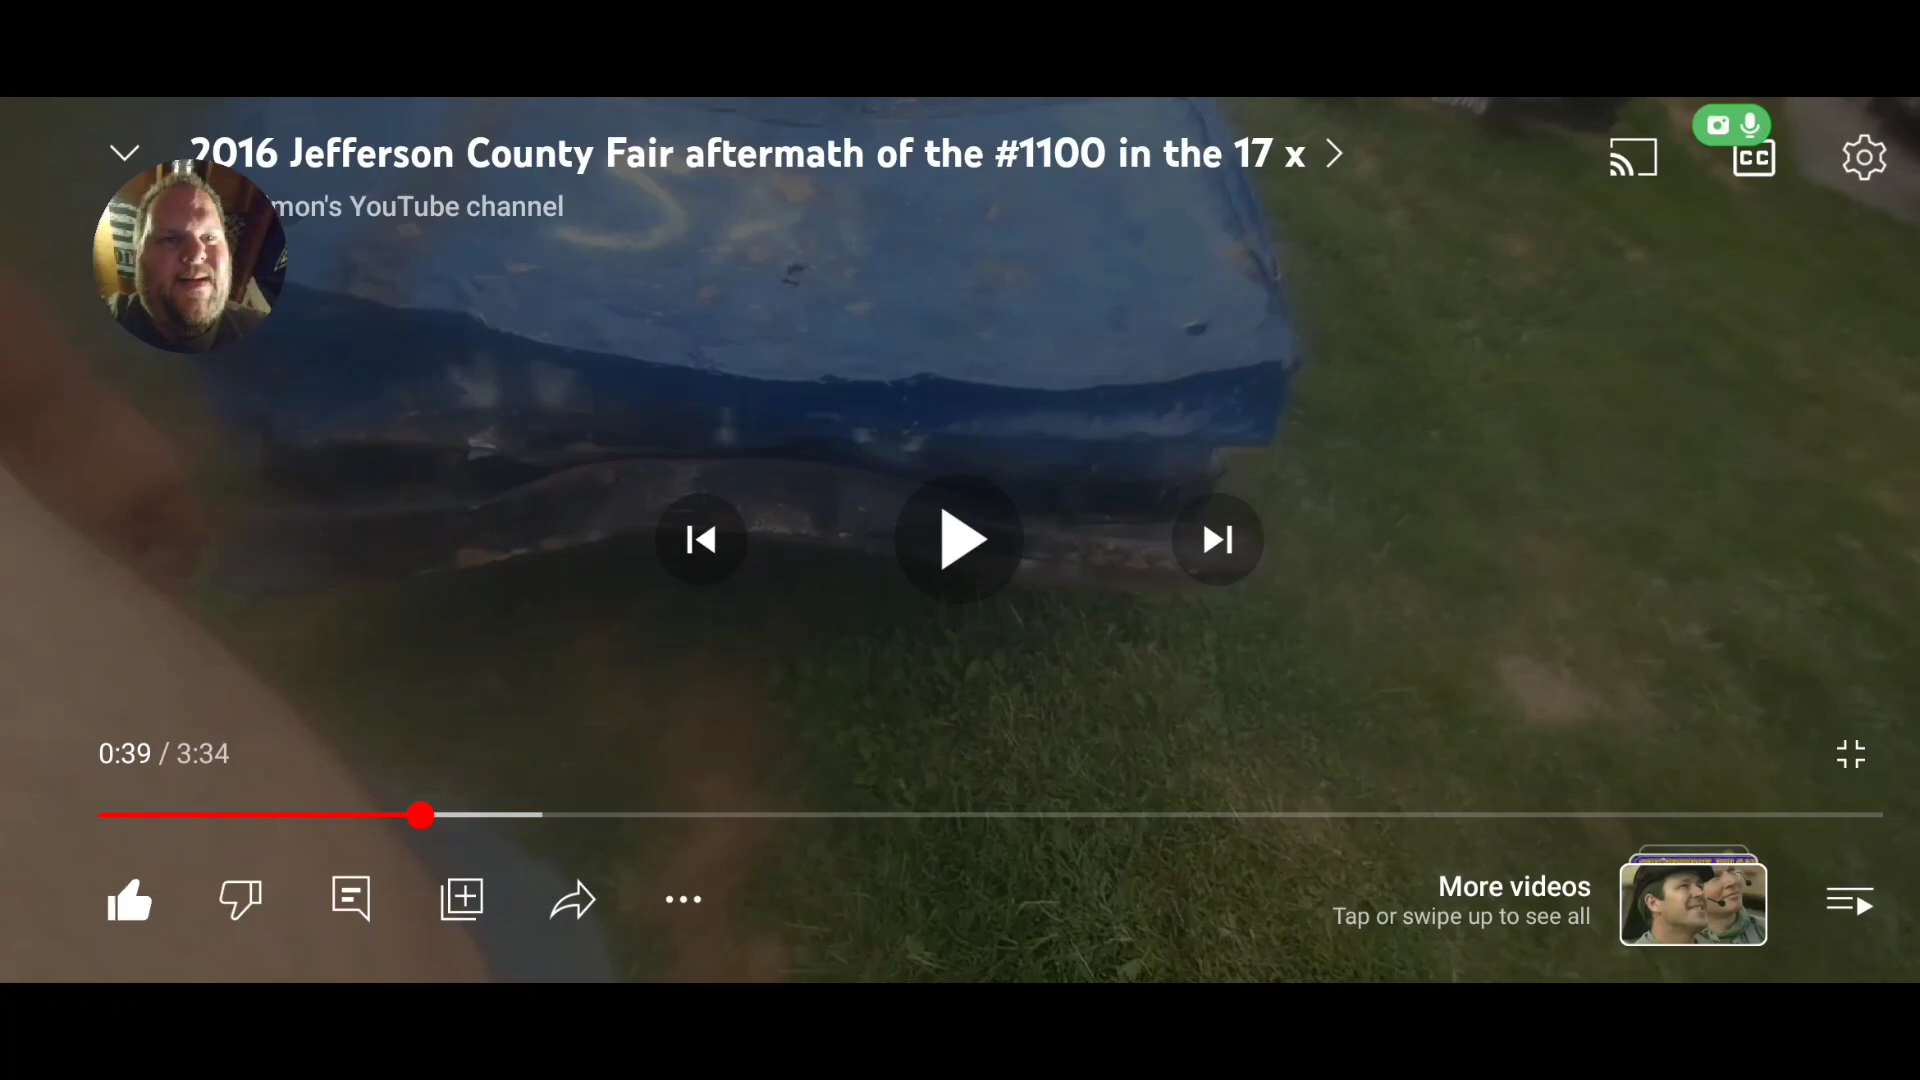 2016 Jefferson County Fair aftermath of the #1100 in the 17 x
mon's YouTube channel
CC
0:39 / 3:34
More videos
Tap or swipe up to see all